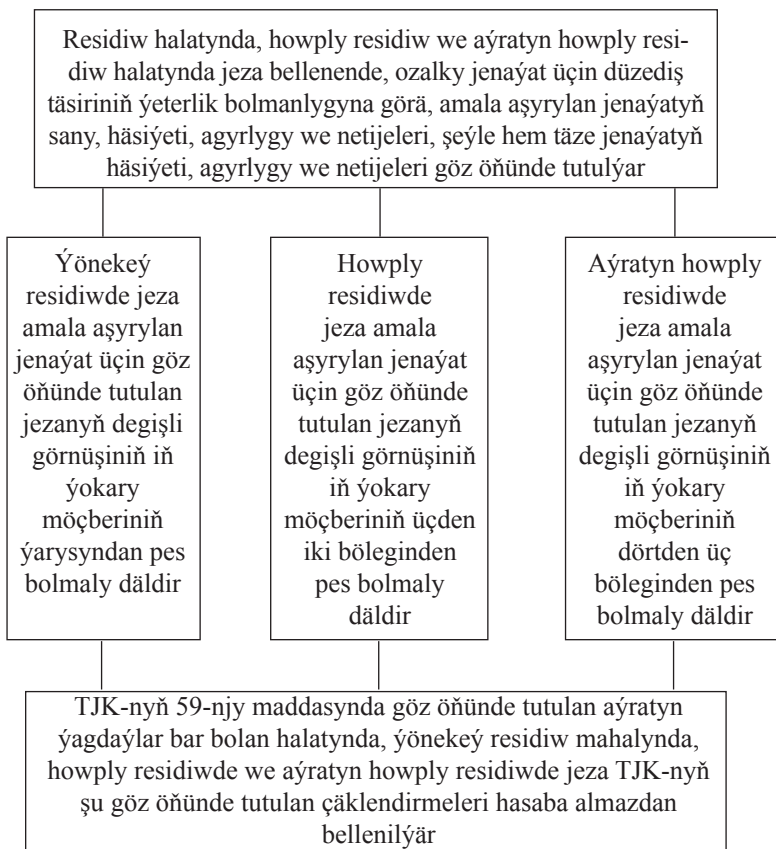 Residiw halatynda, howply residiw we aýratyn howply resi-
diw halatynda jeza bellenende, ozalky jenaýat üçin düzediş
täsiriniň ýeterlik bolmanlygyna görä, amala aşyrylan jenaýatyň
sany, häsiýeti, agyrlygy we netijeleri, şeýle hem täze jenaýatyň
häsiýeti, agyrlygy we netijeleri göz öňünde tutulýar
Ýönekeý
residiwde jeza
amala aşyrylan
jenaýat üçin göz
öňünde tutulan
jezanyň degişli
görnüşiniň iň
ýokary
möçberiniň
ýarysyndan pes
bolmaly däldir
Howply
residiwde
jeza amala
aşyrylan jenaýat
üçin göz öňünde
tutulan jezanyň
degişli görnüşiniň
iň ýokary
möçberiniň üçden
iki böleginden
pes bolmaly
däldir
Aýratyn howply
residiwde
jeza amala
aşyrylan jenaýat
üçin göz öňünde
tutulan jezanyň
degişli görnüşiniň
iň ýokary
möçberiniň
dörtden üç
böleginden pes
bolmaly däldir
TJK-nyň 59-njy maddasynda göz öňünde tutulan aýratyn
ýagdaýlar bar bolan halatynda, ýönekeý residiw mahalynda,
howply residiwde we aýratyn howply residiwde jeza TJK-nyň
şu göz öňünde tutulan çäklendirmeleri hasaba almazdan
bellenilýär